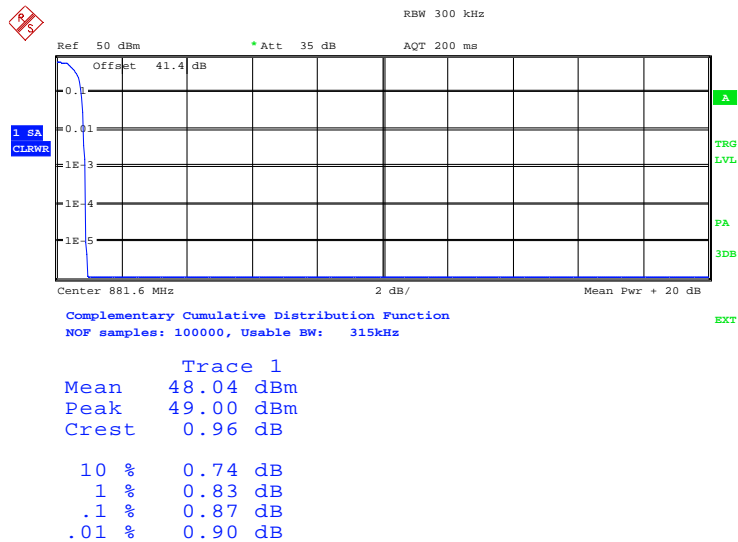 RBW 300 kHz
R S
Ref 50 dBm *Att 35 dB AQT 200 ms
Offset 41.4 dB
0.1
A
1 SA
CLRWR
0.01
TRG
LVL
1E-3
1E-4
PA
1E-5
3DB
Center 881.6 MHz 2 dB/ Mean Pwr + 20 dB
Complementary Cumulative Distribution Function
EXT
NOF samples: 100000, Usable BW: 315kHz
Trace 1
Mean 48.04 dBm
Peak 49.00 dBm
Crest 0.96 dB
10 % 0.74 dB
1 % 0.83 dB
.1 % 0.87 dB
.01 % 0.90 dB